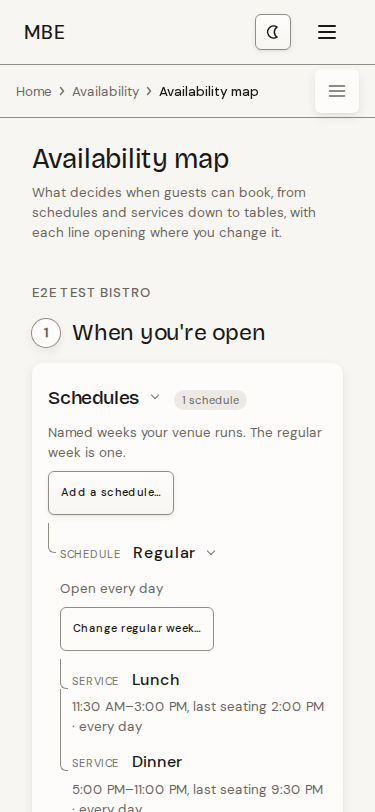 MBE
Home > Availability > Availability map
Availability map
What decides when guests can book, from
schedules and services down to tables, with
each line opening where you change it.
E2E TEST BISTRO
1 When you're open
Schedules 1 schedule
Named weeks your venue runs. The regular
week is one.
Add a schedule…
SCHEDULE Regular
Open every day
Change regular week…
SERVICE Lunch
11:30 AM–3:00 PM, last seating 2:00 PM
· every day
SERVICE Dinner
5:00 PM–11:00 PM, last seating 9:30 PM
· every day